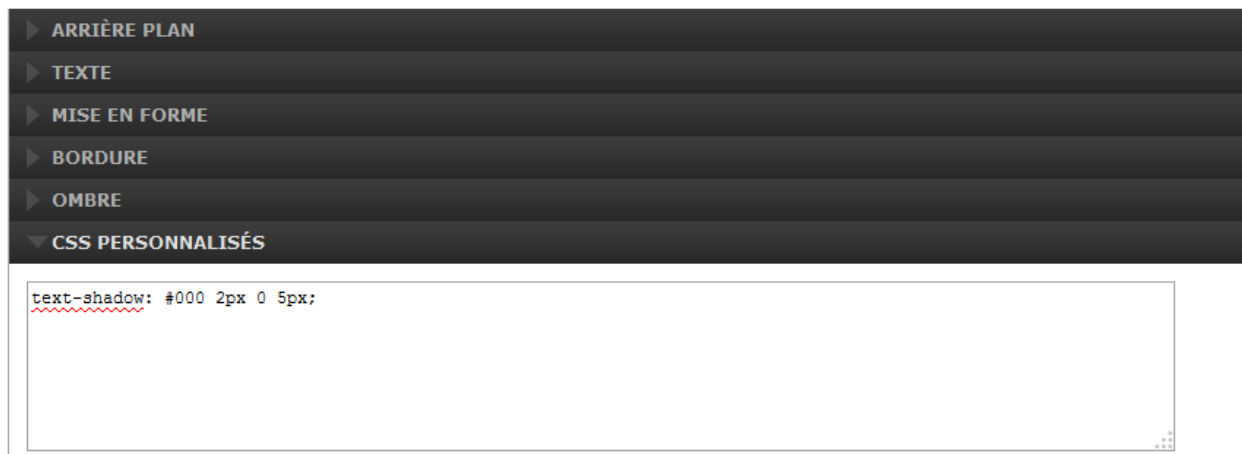 ARRIÈRE PLAN
TEXTE
MISE EN FORME
BORDURE
OMBRE
CSS PERSONNALISÉS
text-shadow: #000 2px 0 5px;